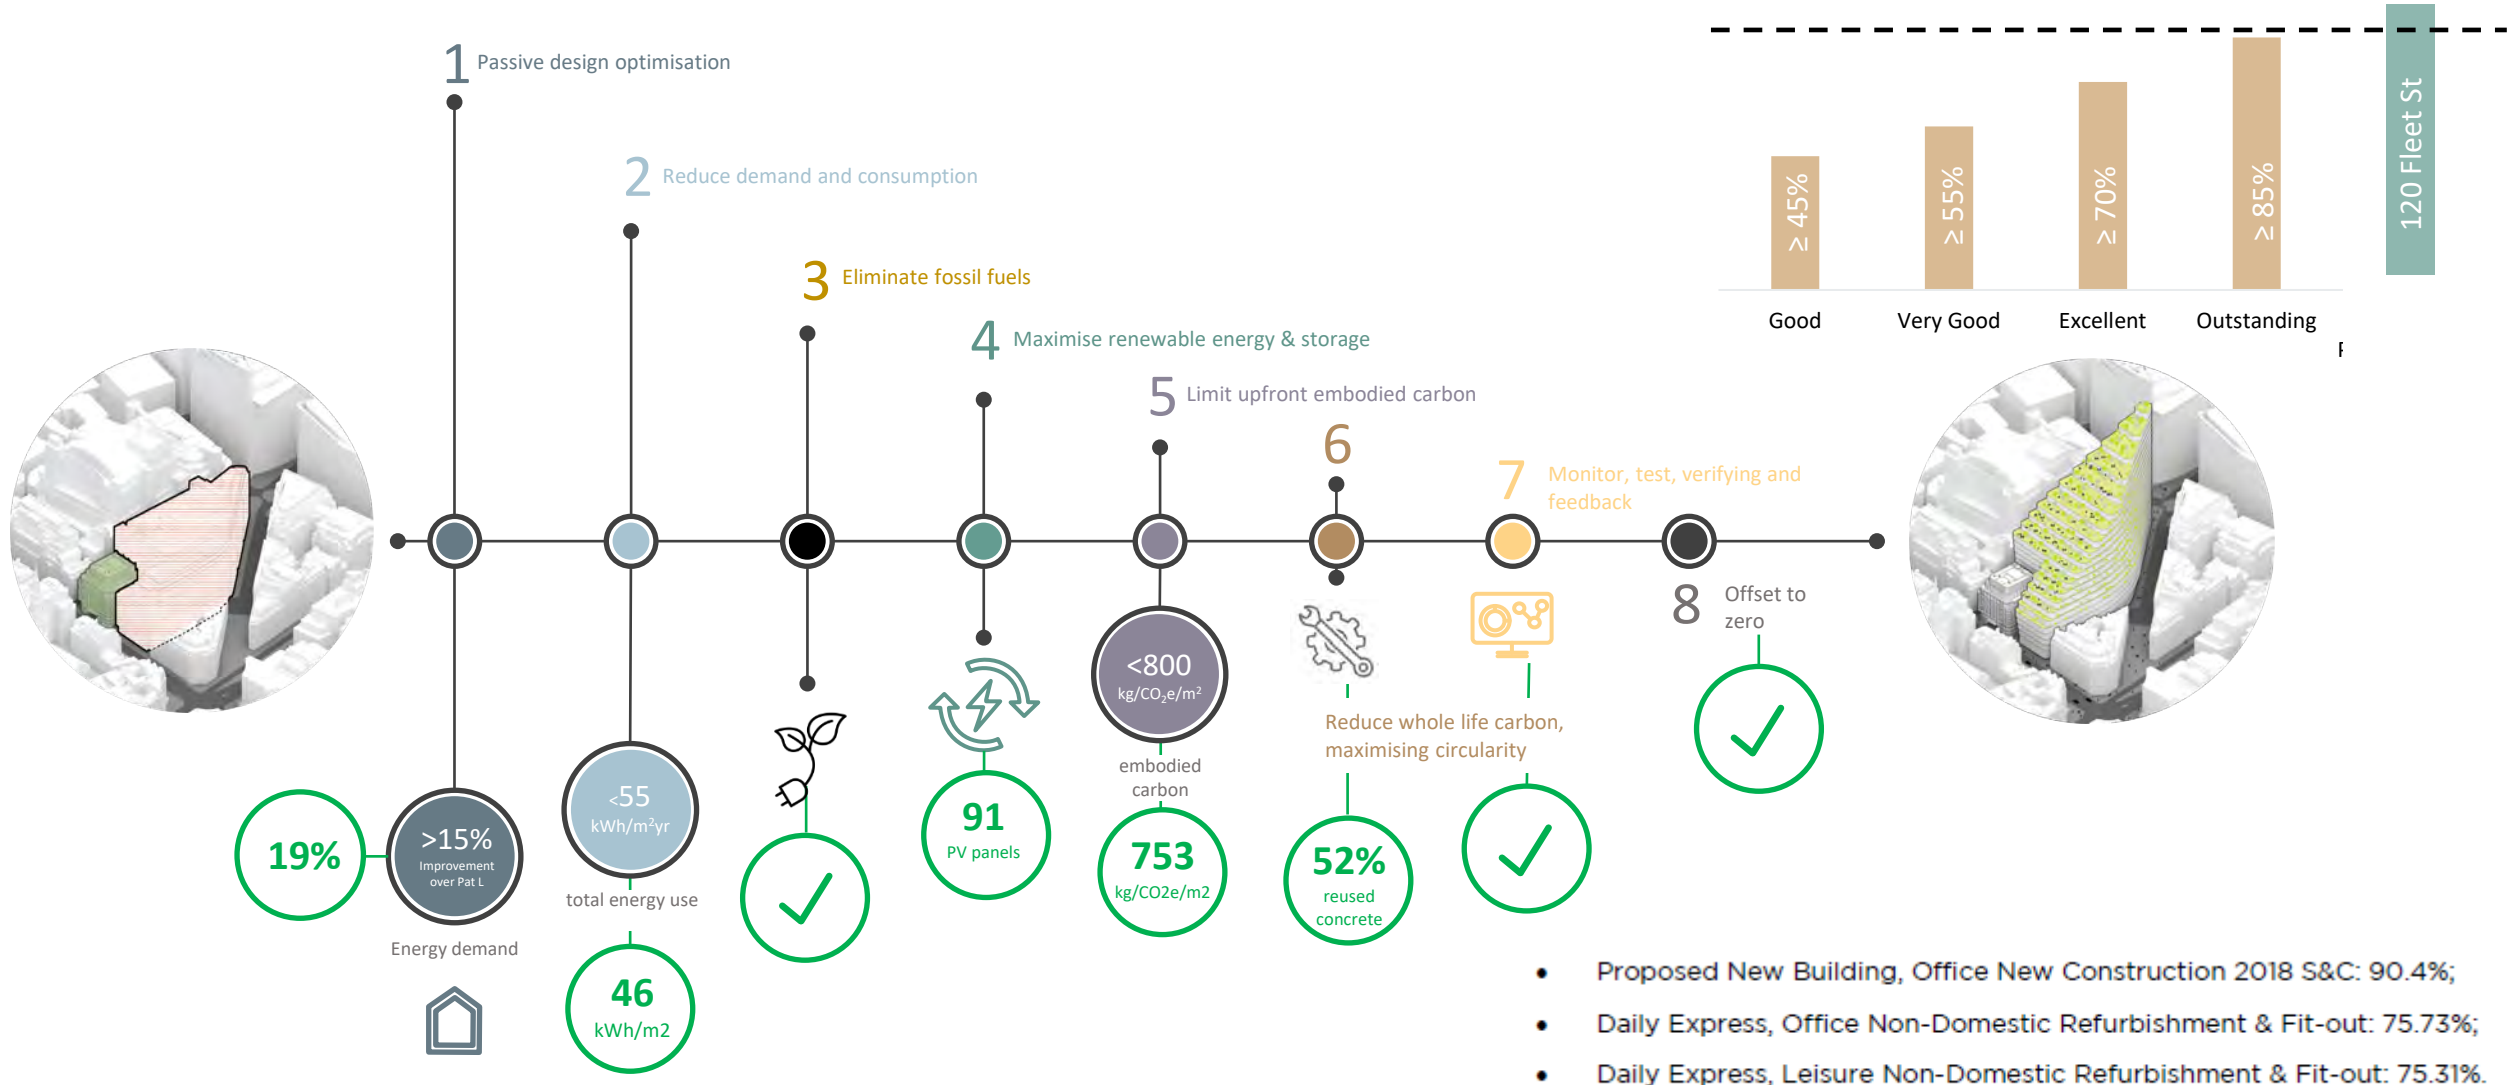 1 Passive design optimisation
2 Reduce demand and consumption
3 Eliminate fossil fuels
4 Maximise renewable energy & storage
5 Limit upfront embodied carbon
6
7 Monitor, test, verifying and
feedback
≥ 45%
≥ 55%
≥ 70%
≥ 85%
120 Fleet St
Good
Very Good
Excellent
Outstanding
8 Offset to
zero
<800
kg/CO₂e/m²
embodied
carbon
Reduce whole life carbon,
maximising circularity
<55
kWh/m²yr
total energy use
19%
>15%
Improvement
over Pat L
Energy demand
91
PV panels
753
kg/CO2e/m2
52%
reused
concrete
46
kWh/m2
• Proposed New Building, Office New Construction 2018 S&C: 90.4%;
• Daily Express, Office Non-Domestic Refurbishment & Fit-out: 75.73%;
• Daily Express, Leisure Non-Domestic Refurbishment & Fit-out: 75.31%.